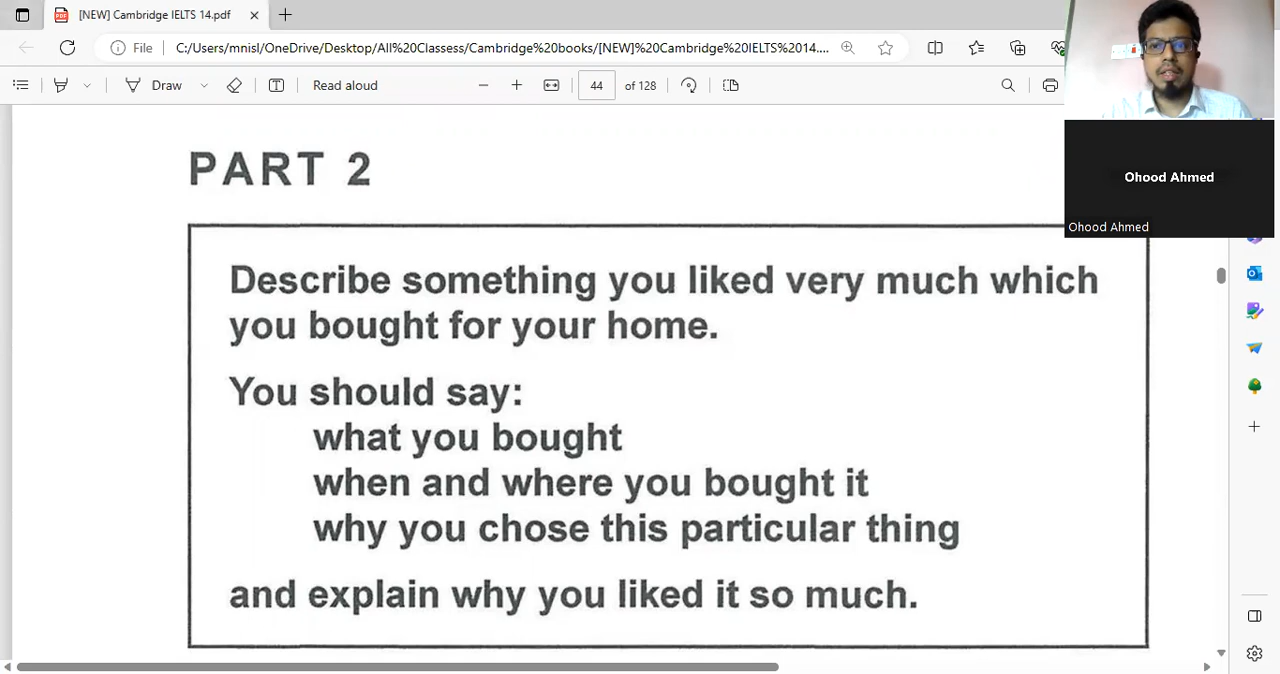 [NEW] Cambridge IELTS 14.pdf
File
C:/Users/mnisl/OneDrive/Desktop/All%20Classess/Cambridge%20books/[NEW]%20Cambridge%20IELTS%2014....
Draw
Read aloud
44 of 128
Ohood Ahmed
Ohood Ahmed
PART 2
Describe something you liked very much which
you bought for your home.
You should say:
what you bought
when and where you bought it
why you chose this particular thing
and explain why you liked it so much.